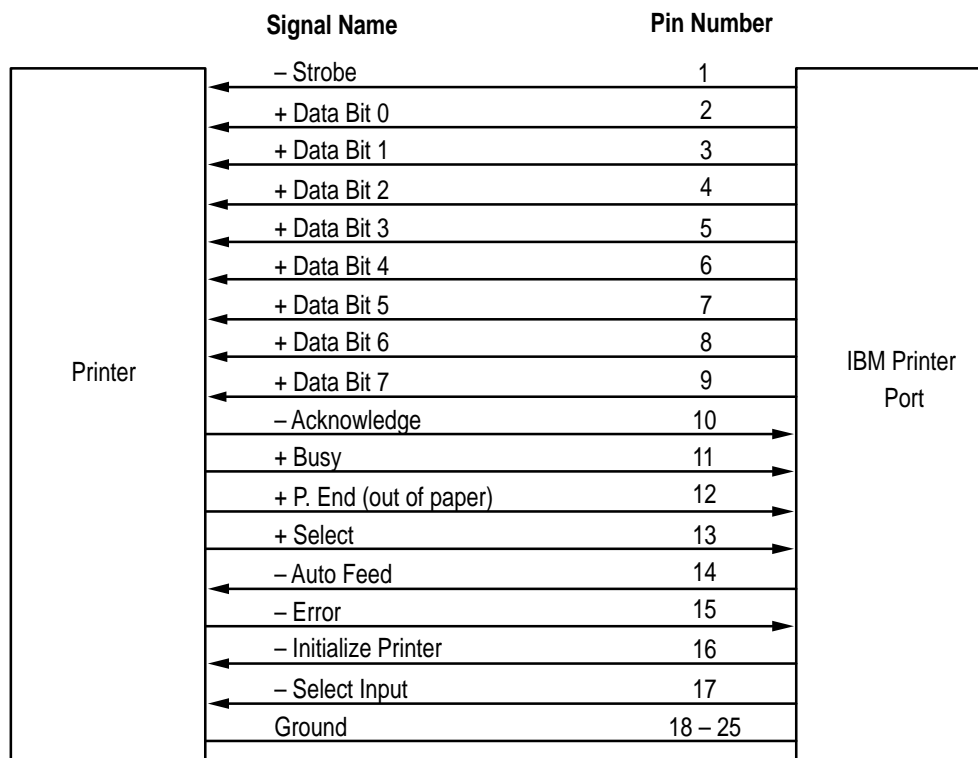 Signal Name Pin Number
– Strobe 1
+ Data Bit 0 2
+ Data Bit 1 3
+ Data Bit 2 4
+ Data Bit 3 5
+ Data Bit 4 6
+ Data Bit 5 7
+ Data Bit 6 8
Printer
IBM Printer
Port
+ Data Bit 7 9
– Acknowledge 10
+ Busy 11
+ P. End (out of paper) 12
+ Select 13
– Auto Feed 14
– Error 15
– Initialize Printer 16
– Select Input 17
Ground 18 – 25